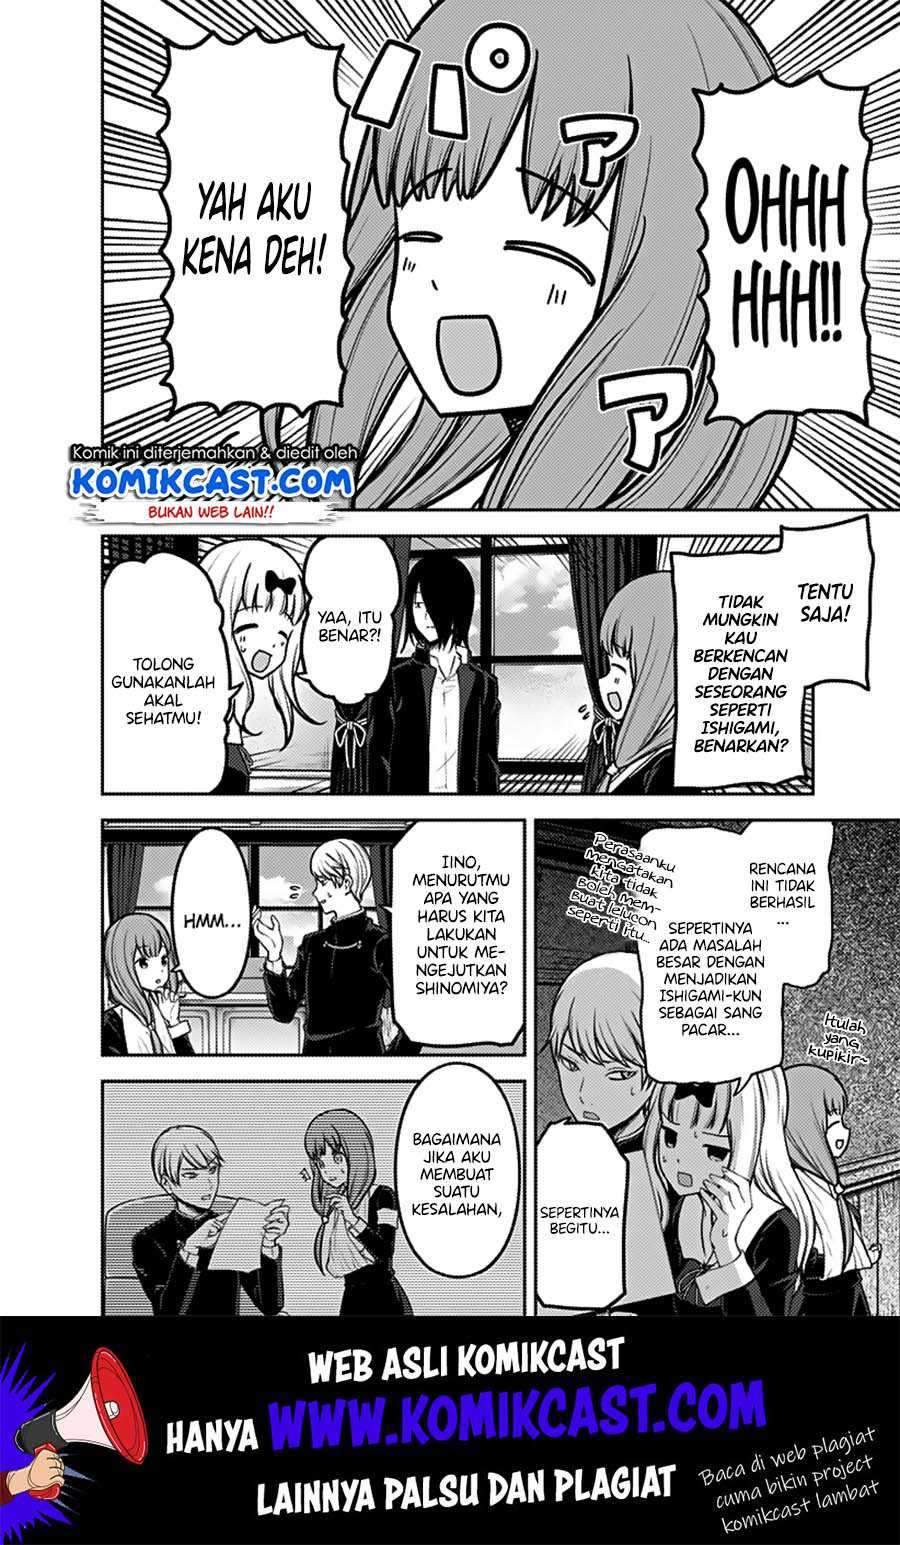 OHHH
HHH!!
パァァ
YAH AKU
KENA DEH!
Komik ini diterjemahkan & diedit oleh
KOMIKCAST.COM
BUKAN WEB LAIN!!
TENTU
SAJA!
TIDAK
MUNGKIN
KAU
BERKENCAN
DENGAN
SESEORANG
SEPERTI
ISHIGAMI,
BENARKAN?
YAA, ITU
BENAR?!
TOLONG
GUNAKANLAH
AKAL
SEHATMU!
RENCANA
INI TIDAK
BERHASIL
...
SEPERTINYA
ADA MASALAH
BESAR DENGAN
MENJADIKAN
ISHIGAMI-KUN
SEBAGAI SANG
PACAR...
Perasaanku
mengatakan
kita tidak
boleh mem-
buat lelucon
seperti itu...
Itulah
yang
kupikir~
SEPERTINYA
BEGITU...
IINO,
MENURUTMU
APA YANG
HARUS KITA
LAKUKAN
UNTUK ME-
NGEJUTKAN
SHINOMIYA?
HMM...
BAGAIMANA
JIKA AKU
MEMBUAT
SUATU
KESALAHAN,
WEB ASLI KOMIKCAST
HANYA WWW.KOMIKCAST.COM
LAINNYA PALSU DAN PLAGIAT
Baca di web plagiat
cuma bikin project
komikcast lambat